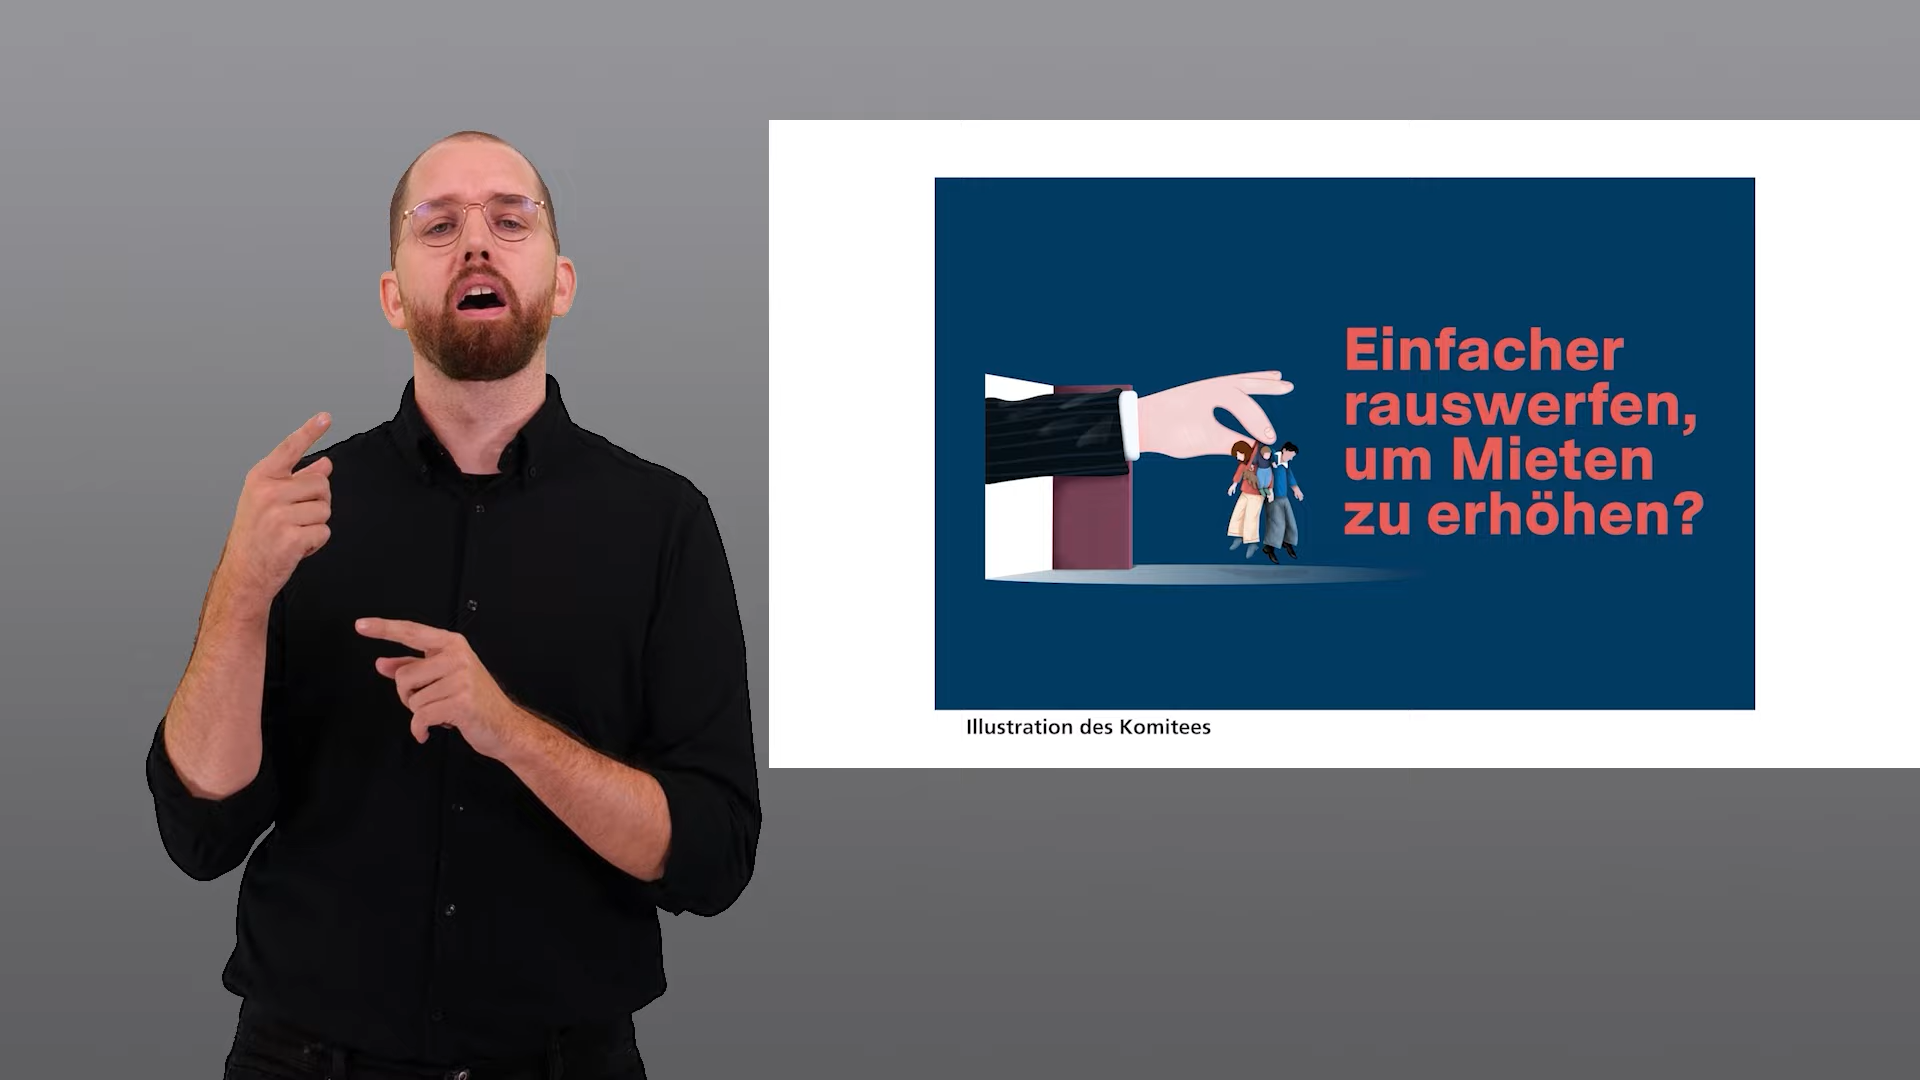 Einfacher
rauswerfen,
um Mieten
zu erhöhen?
Illustration des Komitees